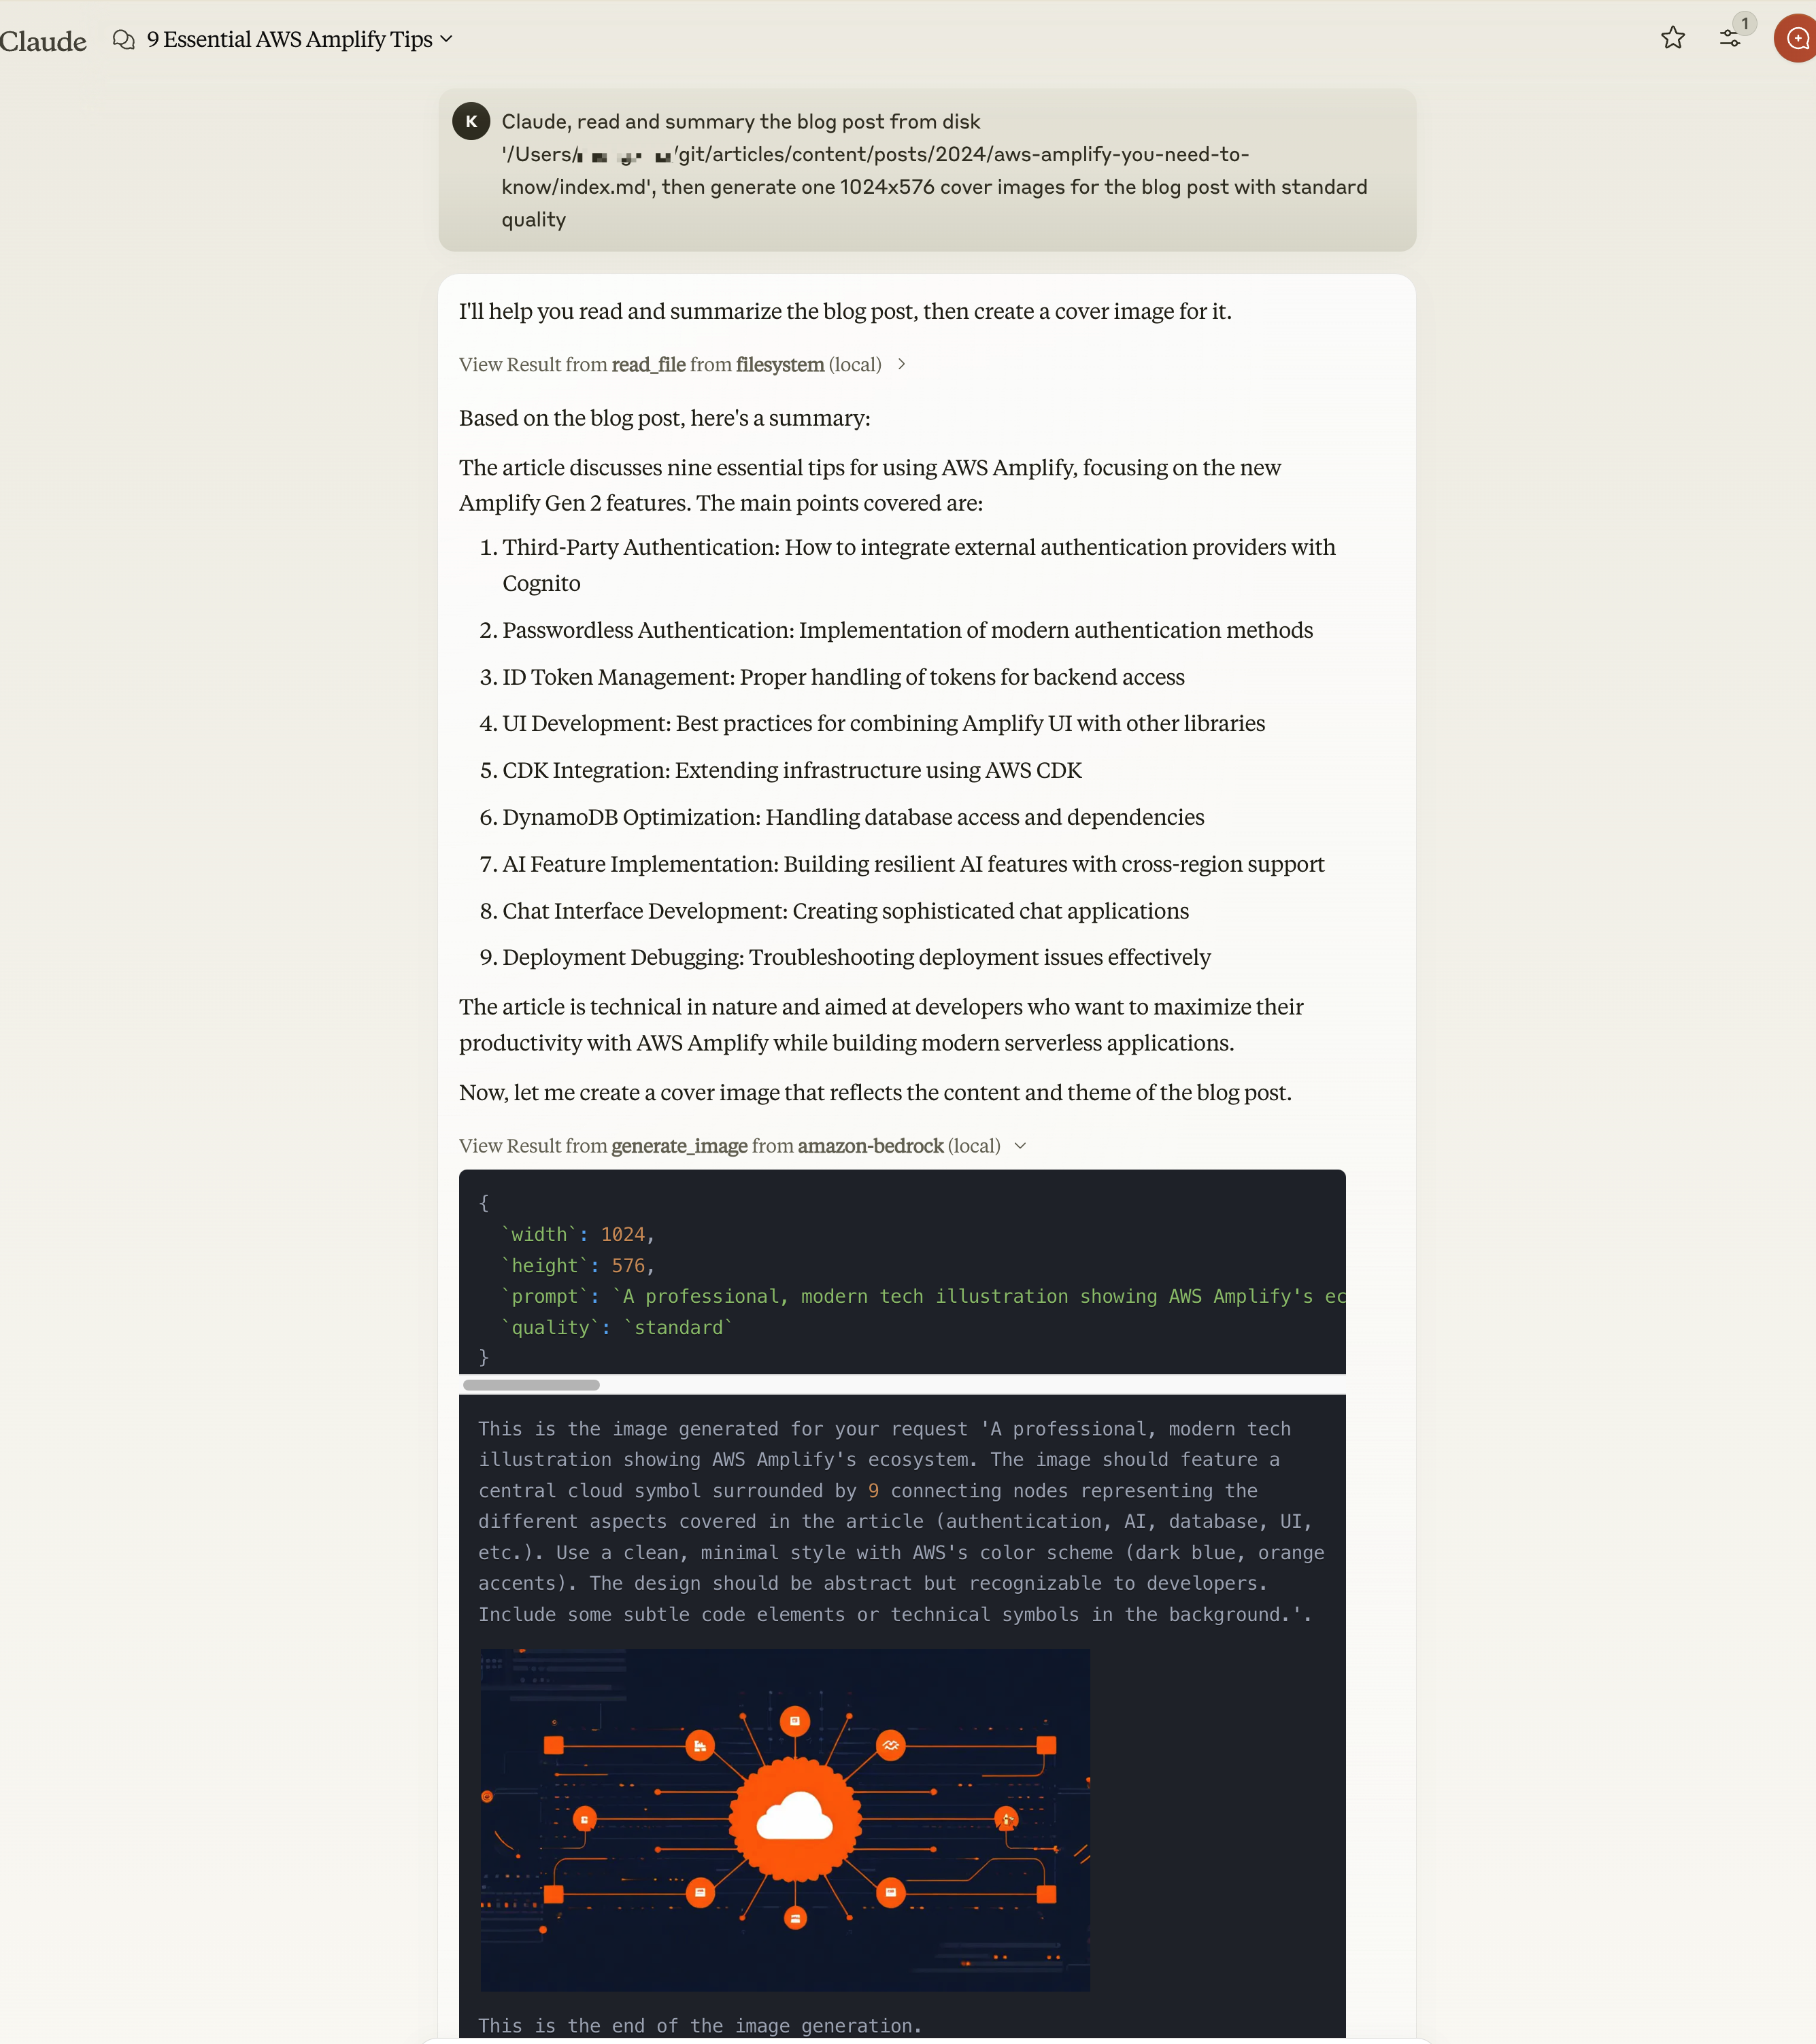 Claude 9 Essential AWS Amplify Tips 1
K Claude, read and summary the blog post from disk
'/Users/ /git/articles/content/posts/2024/aws-amplify-you-need-to-
know/index.md', then generate one 1024x576 cover images for the blog post with standard
quality
I'll help you read and summarize the blog post, then create a cover image for it.
View Result from read_file from filesystem (local)
Based on the blog post, here's a summary:
The article discusses nine essential tips for using AWS Amplify, focusing on the new
Amplify Gen 2 features. The main points covered are:
1. Third-Party Authentication: How to integrate external authentication providers with
Cognito
2. Passwordless Authentication: Implementation of modern authentication methods
3. ID Token Management: Proper handling of tokens for backend access
4. UI Development: Best practices for combining Amplify UI with other libraries
5. CDK Integration: Extending infrastructure using AWS CDK
6. DynamoDB Optimization: Handling database access and dependencies
7. AI Feature Implementation: Building resilient AI features with cross-region support
8. Chat Interface Development: Creating sophisticated chat applications
9. Deployment Debugging: Troubleshooting deployment issues effectively
The article is technical in nature and aimed at developers who want to maximize their
productivity with AWS Amplify while building modern serverless applications.
Now, let me create a cover image that reflects the content and theme of the blog post.
View Result from generate_image from amazon-bedrock (local)
{
`width`: 1024,
`height`: 576,
`prompt`: `A professional, modern tech illustration showing AWS Amplify's ec
`quality`: `standard`
}
This is the image generated for your request 'A professional, modern tech
illustration showing AWS Amplify's ecosystem. The image should feature a
central cloud symbol surrounded by 9 connecting nodes representing the
different aspects covered in the article (authentication, AI, database, UI,
etc.). Use a clean, minimal style with AWS's color scheme (dark blue, orange
accents). The design should be abstract but recognizable to developers.
Include some subtle code elements or technical symbols in the background.'.
This is the end of the image generation.